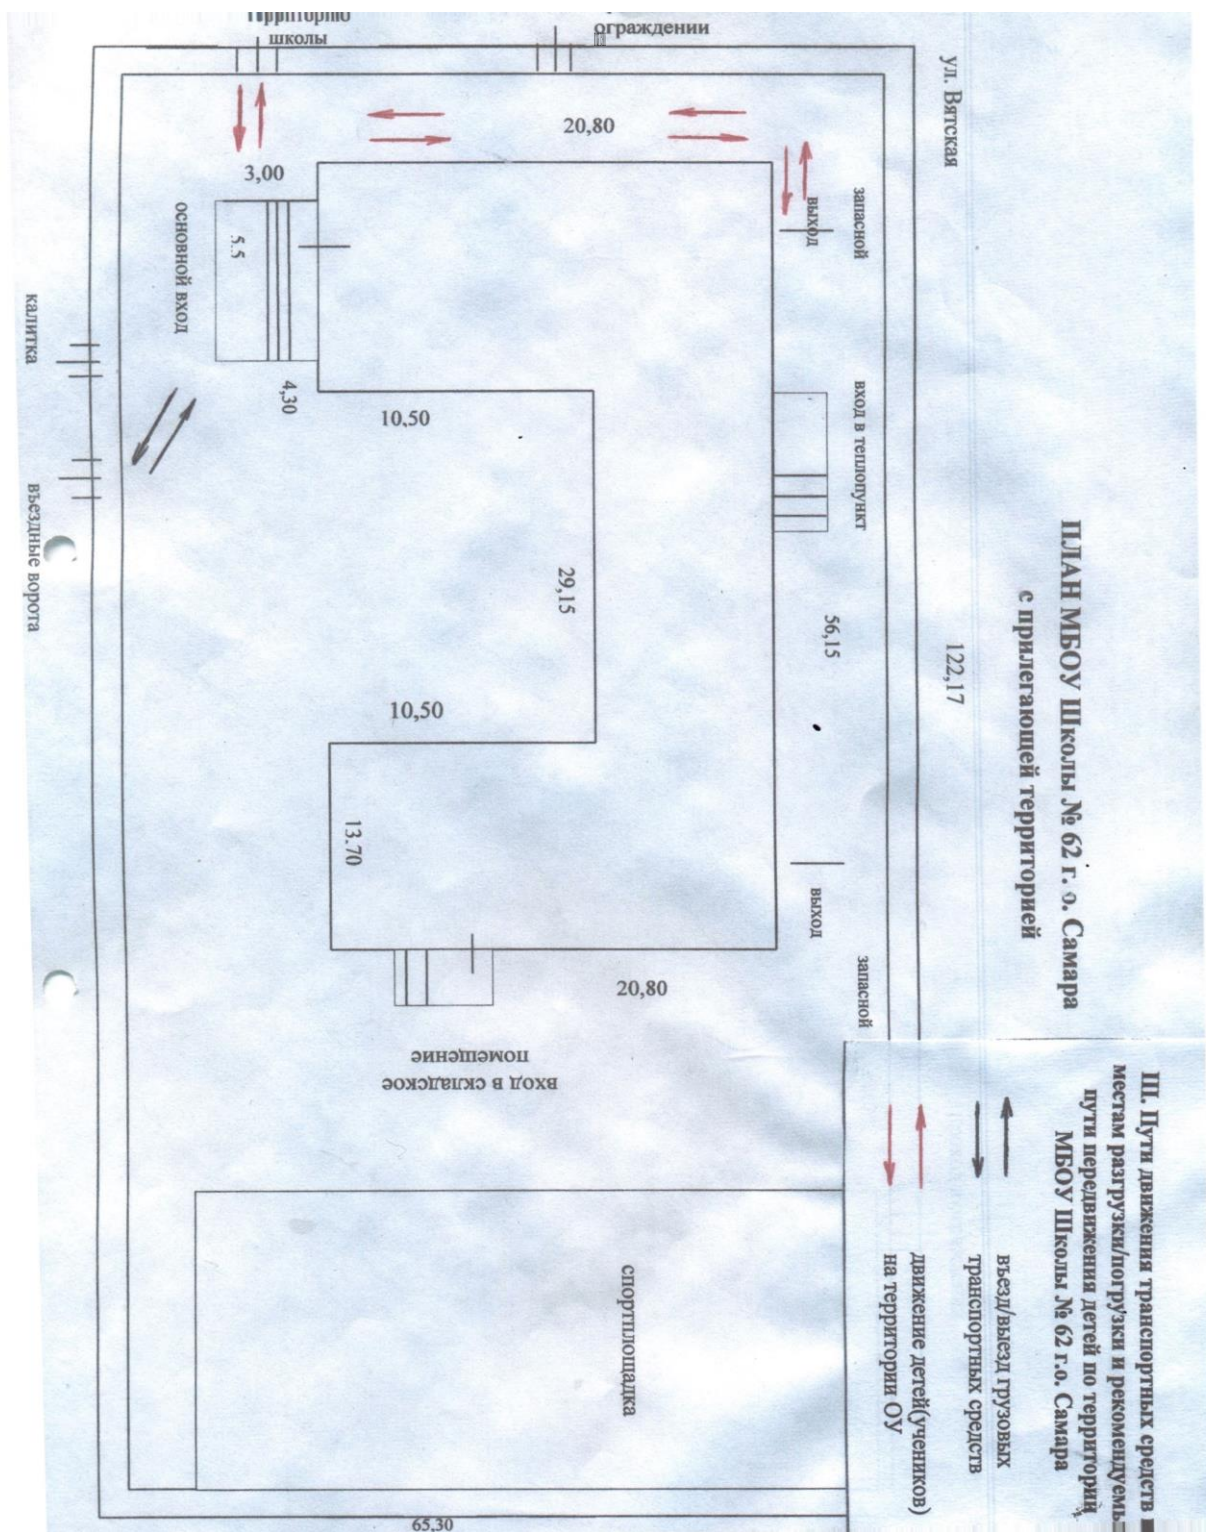 территорию
школы
ограждении
ул. Вятская
20,80
3,00
запасной
выход
основной вход
5.5
калитка
4,30
10,50
вход в теплопункт
въездные ворота
ПЛАН МБОУ Школы № 62 г. о. Самара
с прилегающей территорией
29,15
56,15
122,17
10,50
13.70
выход
запасной
20,80
вход в складское
помещение
III. Пути движения транспортных средств
местам разгрузки/погрузки и рекомендуемы
пути передвижения детей по территории
МБОУ Школы № 62 г.о. Самара
въезд/выезд грузовых
транспортных средств
движение детей(учеников)
на территории ОУ
спортплощадка
65,30